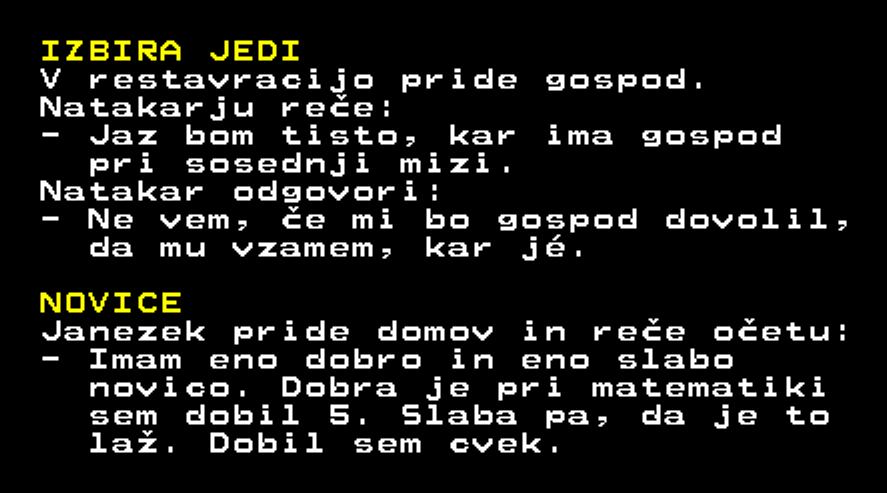 IZBIRA JEDI
V restavracijo pride gospod.
Natakarju reče:
- Jaz bom tisto, kar ima gospod
pri sosednji mizi.
Natakar odgovori:
- Ne vem, če mi bo gospod dovolil,
da mu vzamem, kar jé.
NOVICE
Janezek pride domov in reče očetu:
- Imam eno dobro in eno slabo
novico. Dobra je pri matematiki
sem dobil 5. Slaba pa, da je to
laž. Dobil sem cvek.